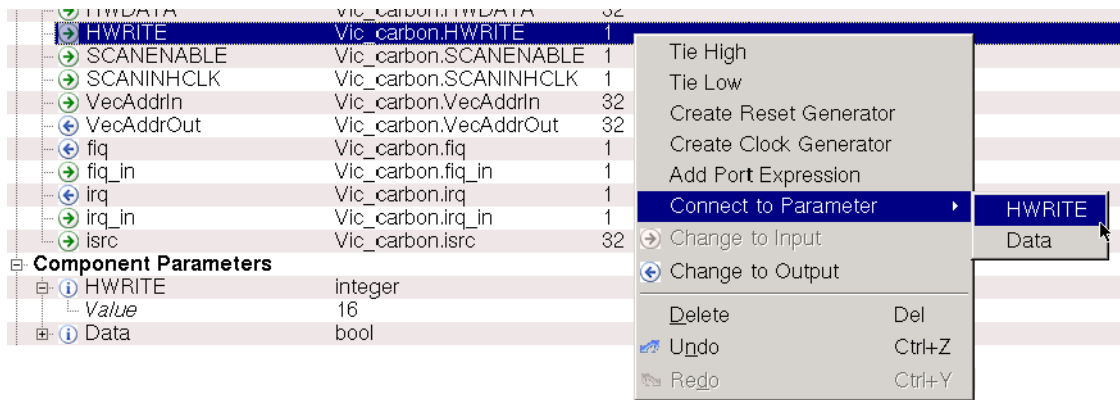 HWDATA Vic_carbon.HWDATA 32
HWRITE Vic_carbon.HWRITE 1
SCANENABLE Vic_carbon.SCANENABLE 1
SCANINHCLK Vic_carbon.SCANINHCLK 1
VecAddrIn Vic_carbon.VecAddrIn 32
VecAddrOut Vic_carbon.VecAddrOut 32
fiq Vic_carbon.fiq 1
fiq_in Vic_carbon.fiq_in 1
irq Vic_carbon.irq 1
irq_in Vic_carbon.irq_in 1
isrc Vic_carbon.isrc 32
Component Parameters
HWRITE integer
Value 16
Data bool
Tie High
Tie Low
Create Reset Generator
Create Clock Generator
Add Port Expression
Connect to Parameter
Change to Input
Change to Output
Delete Del
Undo Ctrl+Z
Redo Ctrl+Y
HWRITE
Data